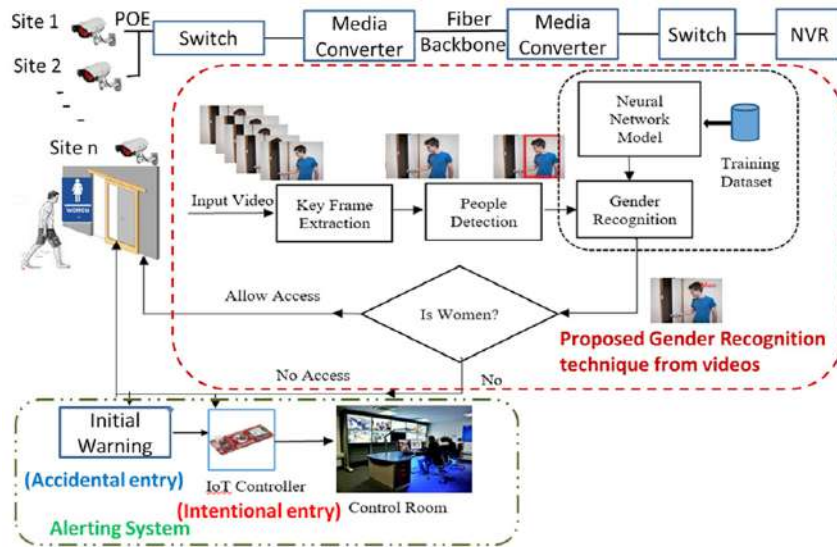 Site 1
POE
Site 2
Switch
Media
Converter
Fiber
Backbone
Media
Converter
Switch
NVR
Site n
WOMEN
Input Video
Key Frame
Extraction
People
Detection
Neural
Network
Model
Gender
Recognition
Training
Dataset
Allow Access
Is Women?
Proposed Gender Recognition
technique from videos
No Access
No
Initial
Warning
(Accidental entry)
IoT Controller
(Intentional entry)
Control Room
Alerting System